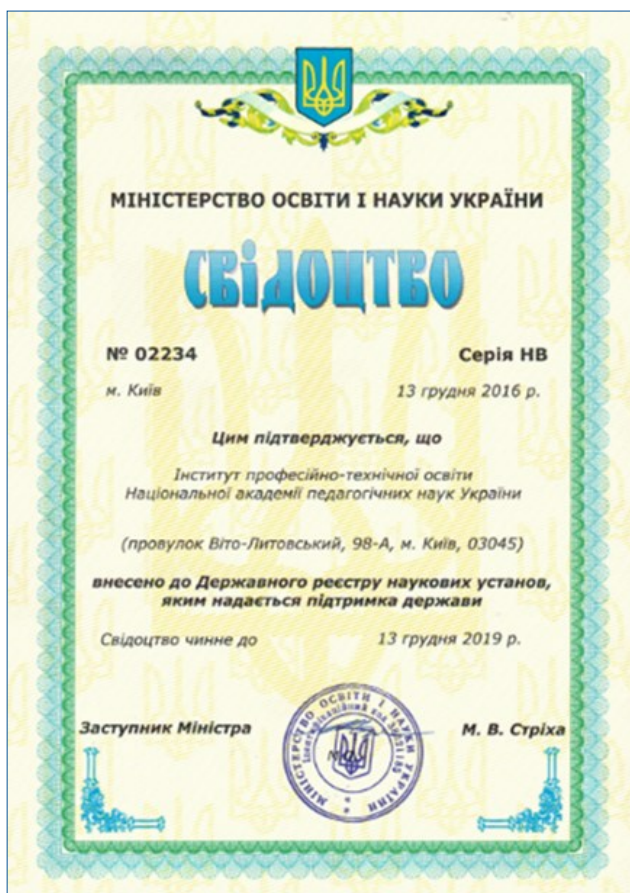 МІНІСТЕРСТВО ОСВІТИ І НАУКИ УКРАЇНИ
СВІДОЦТВО
№ 02234 Серія НВ
м. Київ 13 грудня 2016 р.
Цим підтверджується, що
Інститут професійно-технічної освіти
Національної академії педагогічних наук України
(провулок Віто-Литовський, 98-А, м. Київ, 03045)
внесено до Державного реєстру наукових установ,
яким надається підтримка держави
Свідоцтво чинне до 13 грудня 2019 р.
Заступник Міністра М. В. Стріха
МІНІСТЕРСТВО ОСВІТИ І НАУКИ УКРАЇНИ
Ідентифікаційний код